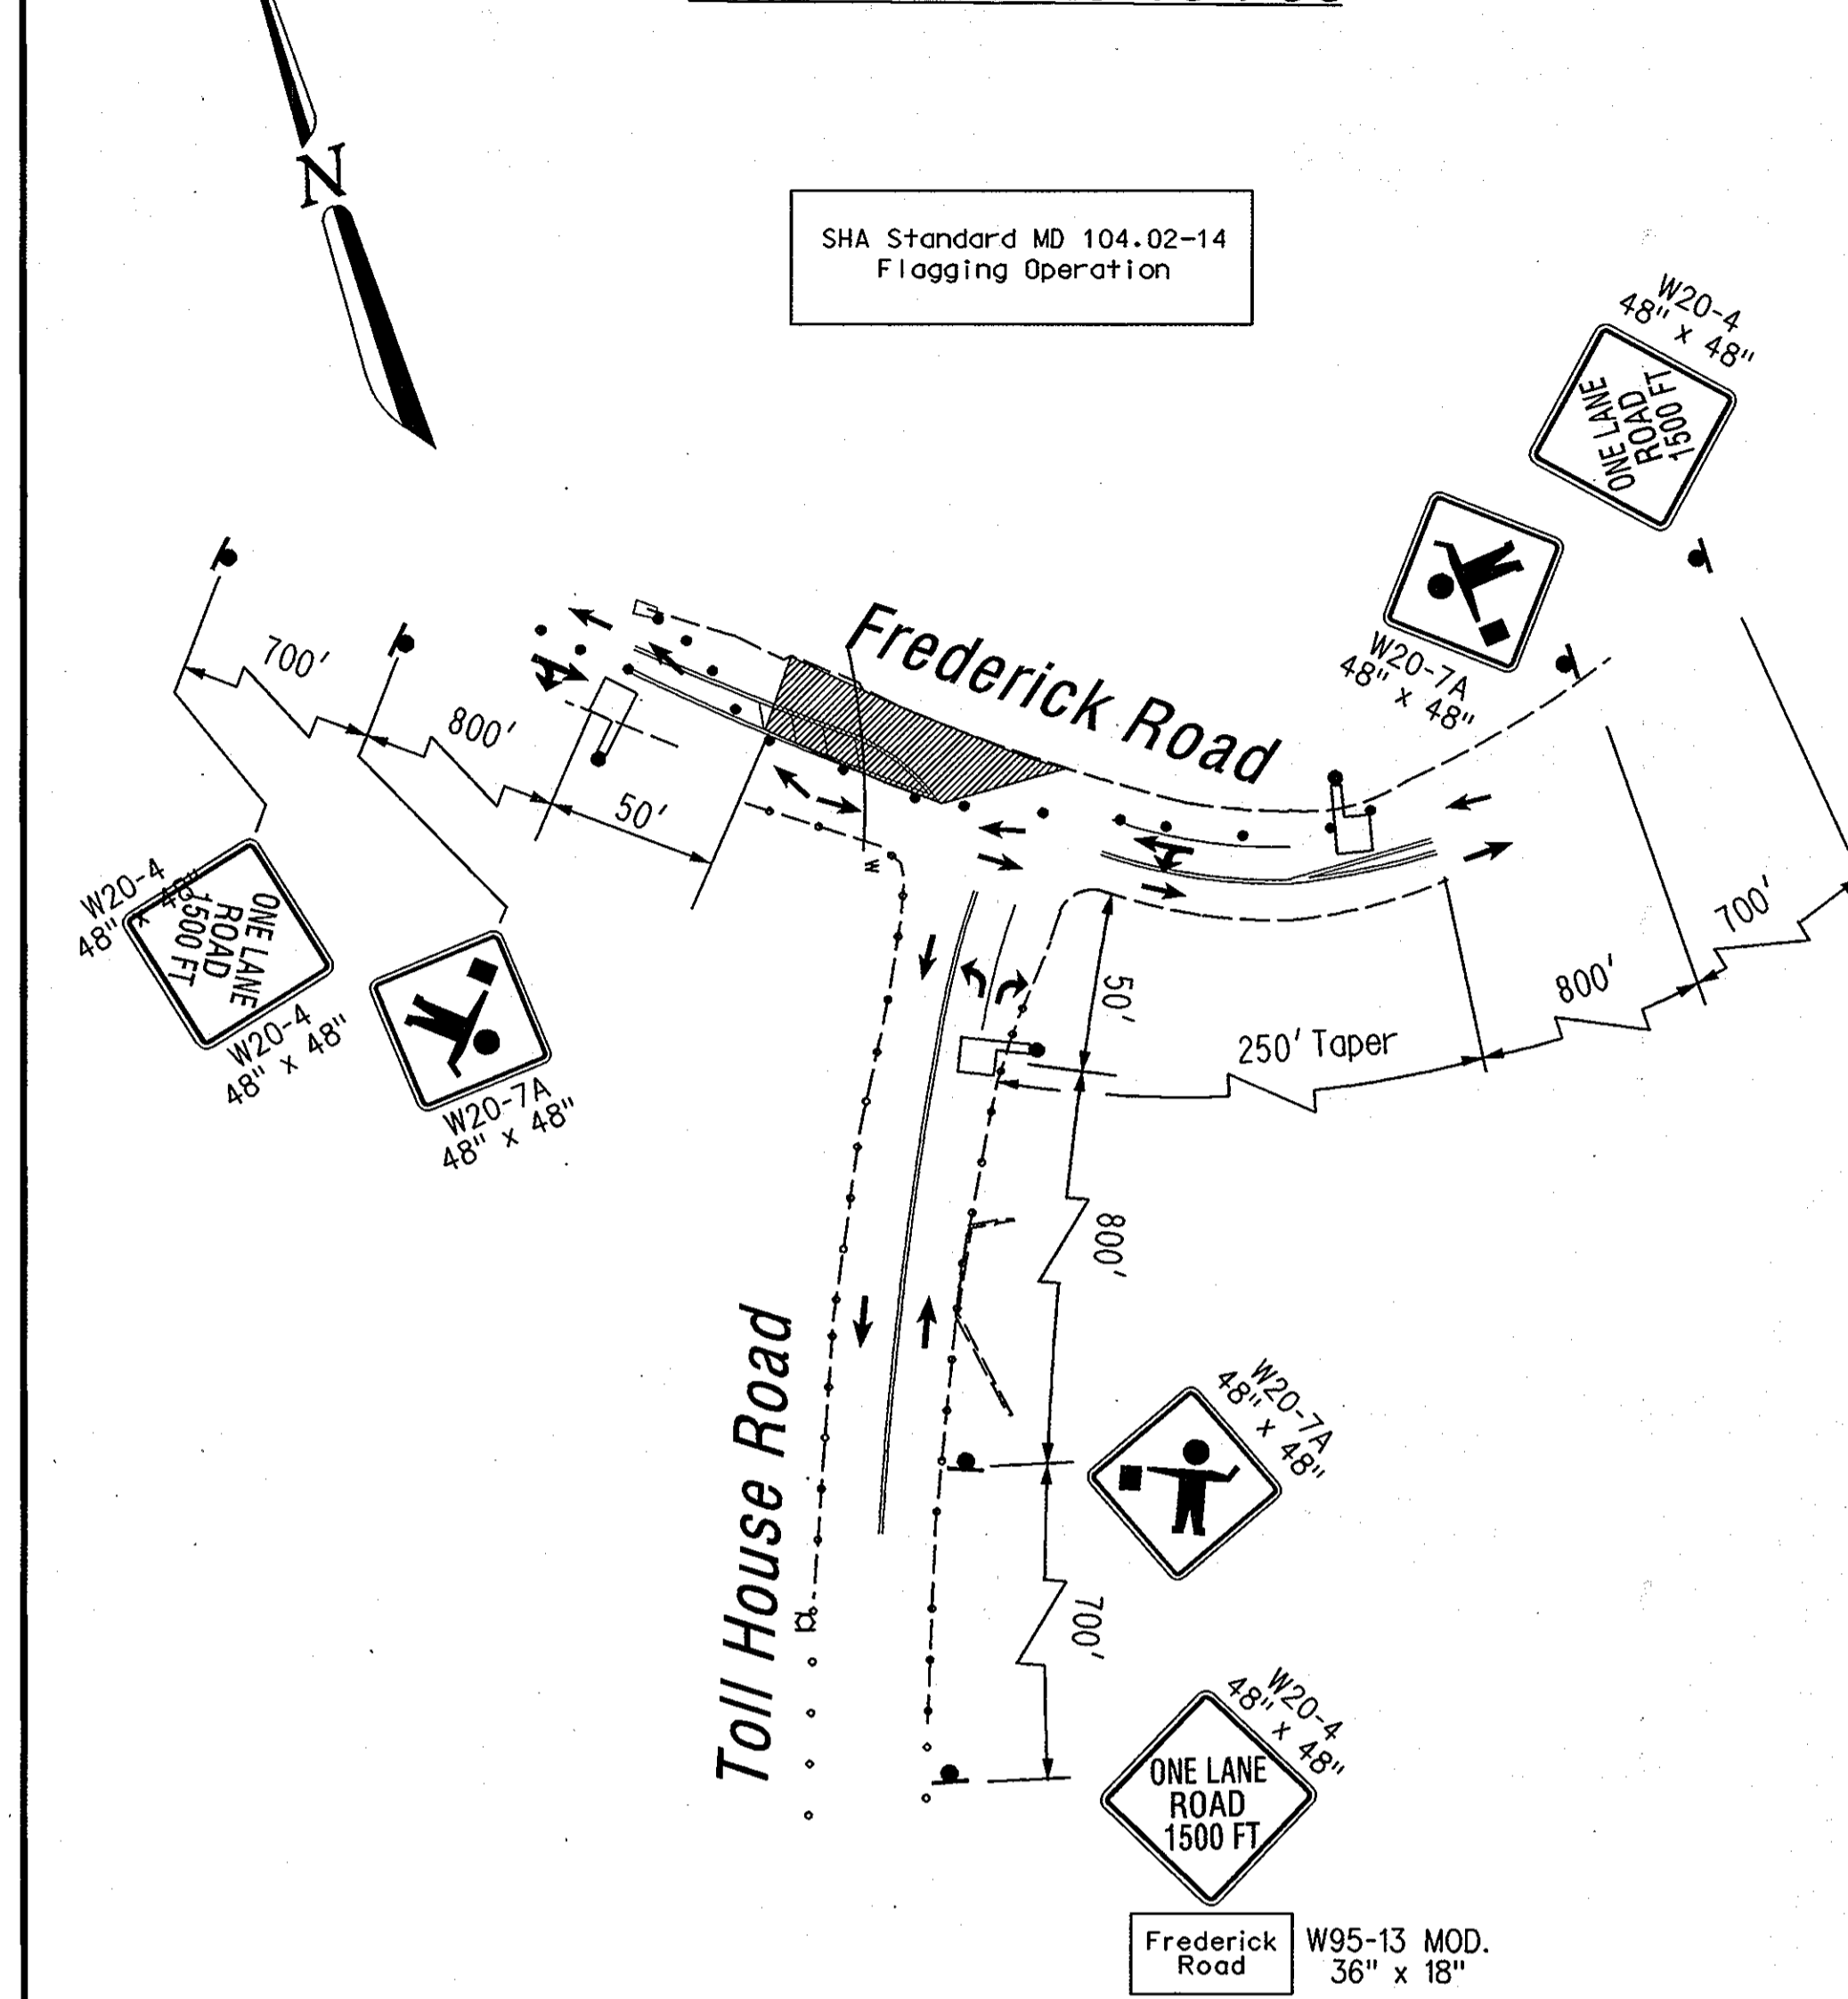 N
SHA Standard MD 104.02-14
Flagging Operation
W20-4
48" x 48"
ONE LANE
ROAD
1500 FT
W20-7A
48" x 48"
Frederick Road
700'
800'
50'
W20-4
48" x 48"
ONE LANE
ROAD
1500 FT
W20-4
48" x 48"
W20-7A
48" x 48"
W
50'
250' Taper
800'
700'
800'
Toll House Road
W20-7A
48" x 48"
700'
W20-4
48" x 48"
ONE LANE
ROAD
1500 FT
Frederick
Road
W95-13 MOD.
36" x 18"